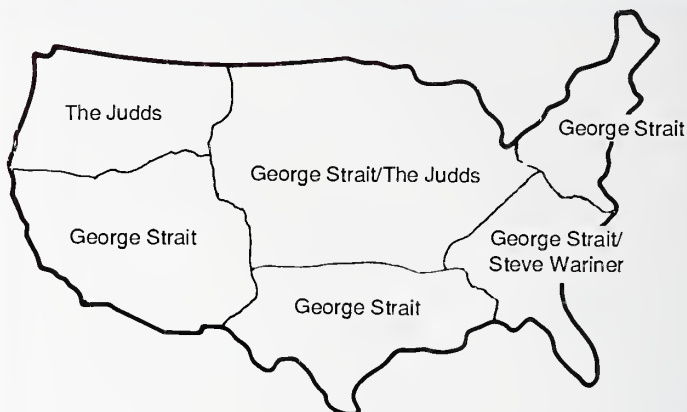 The Judds
George Strait
George Strait/The Judds
George Strait
George Strait/
Steve Wariner
George Strait